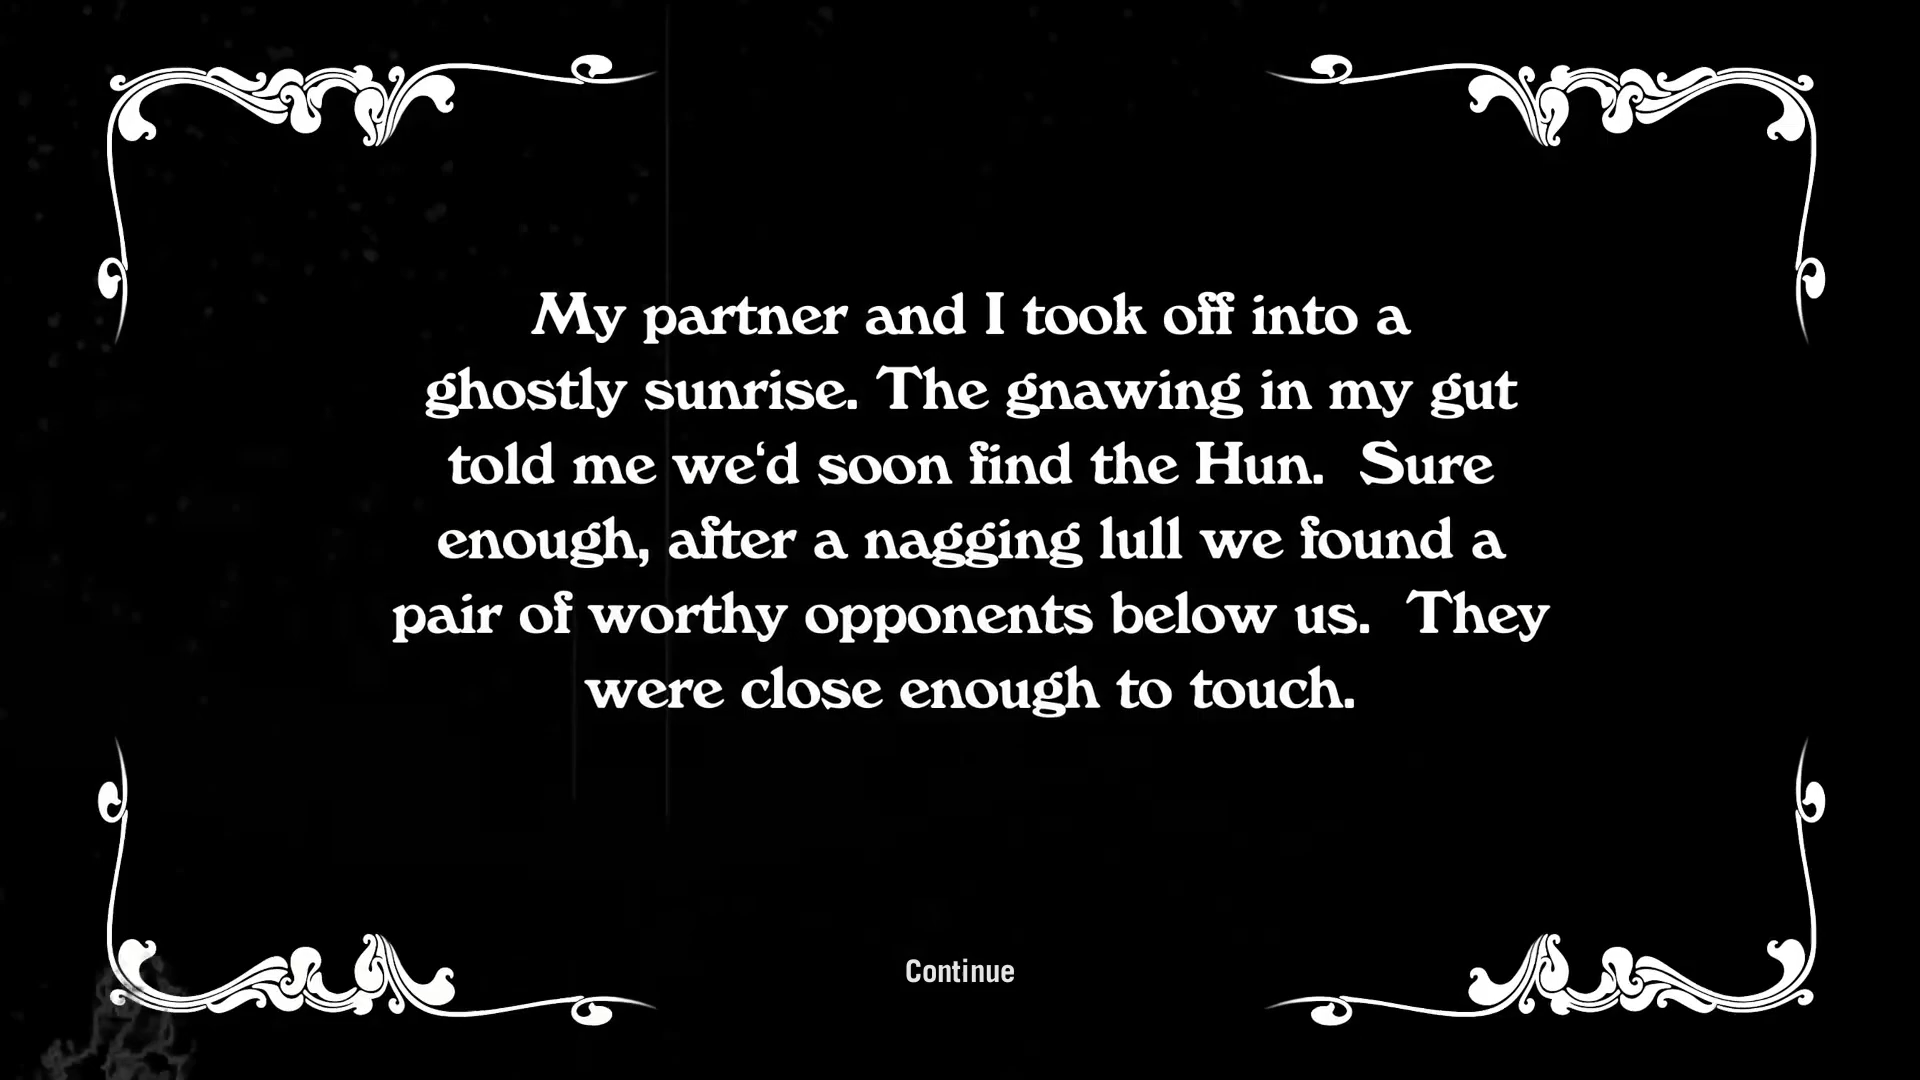 My partner and I took off into a
ghostly sunrise. The gnawing in my gut
told me we‘d soon find the Hun.  Sure
enough, after a nagging lull we found a
pair of worthy opponents below us.  They
were close enough to touch.
Continue